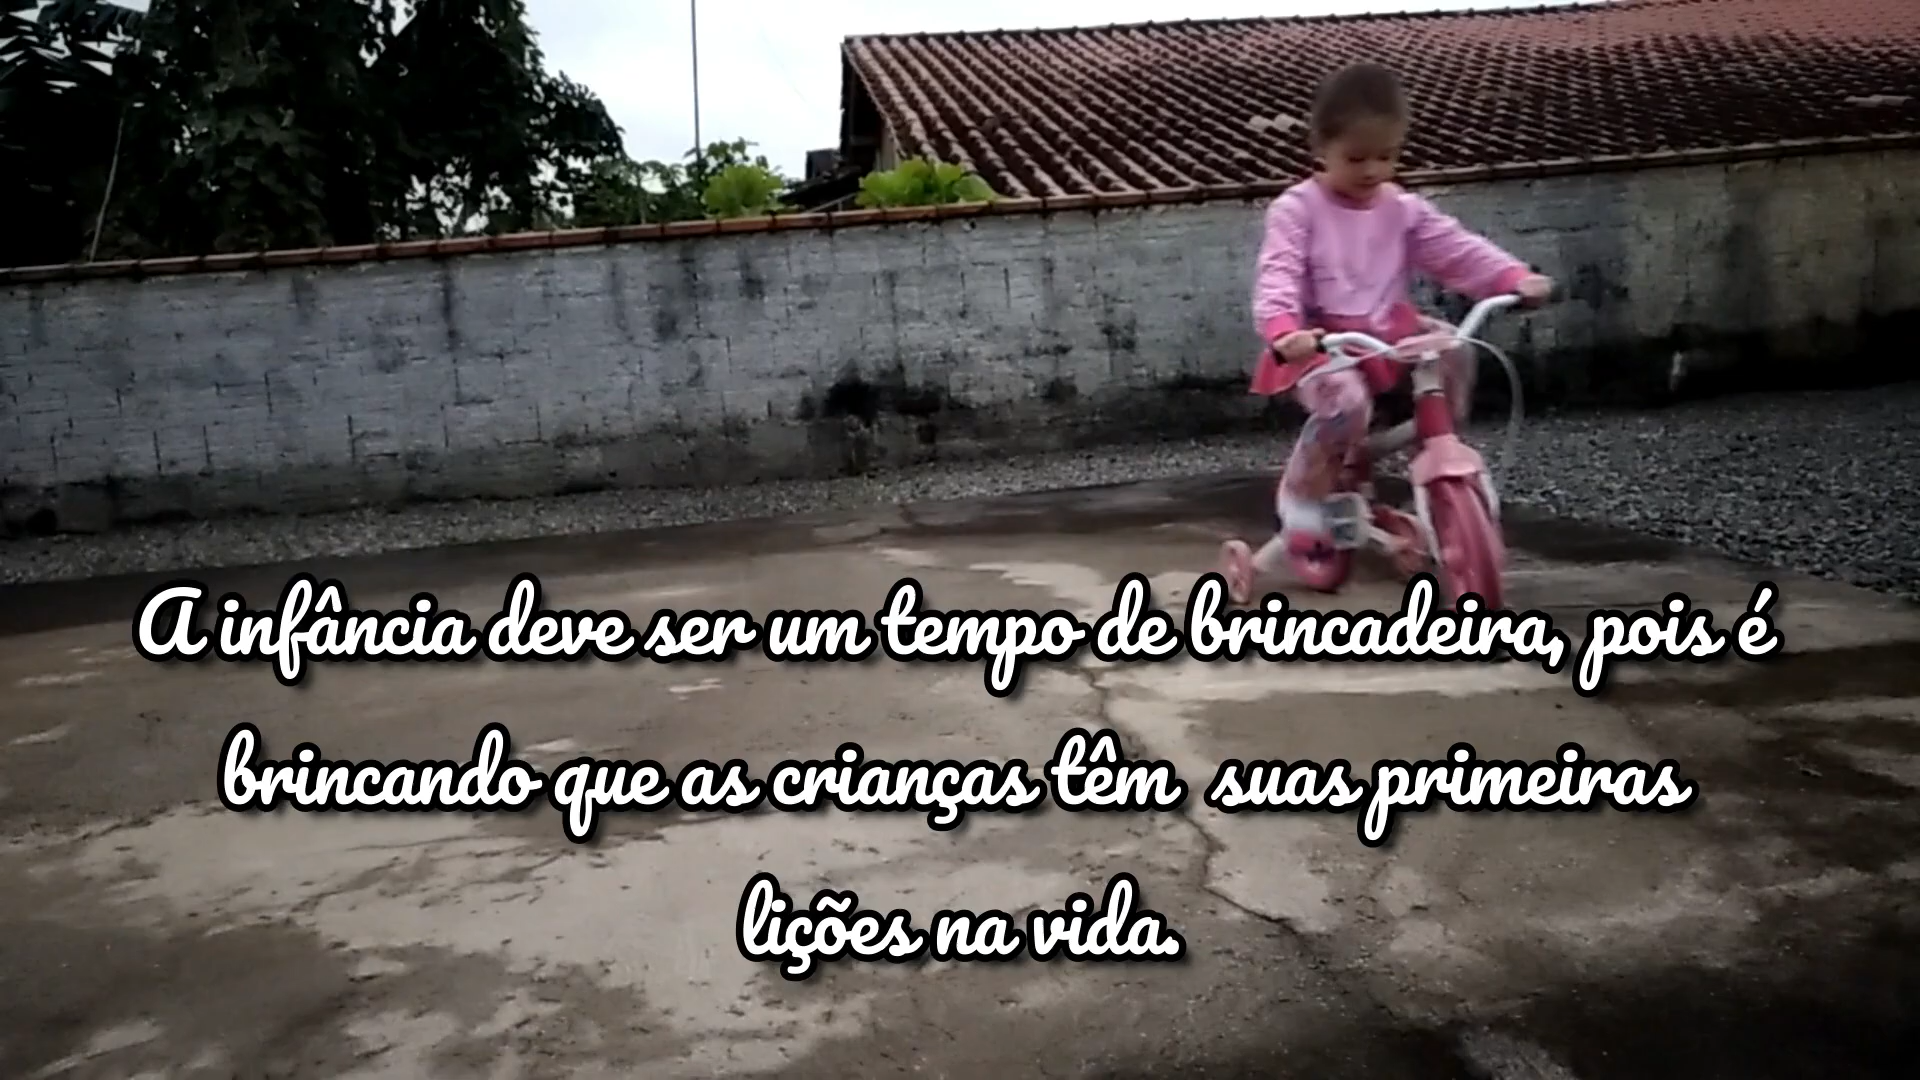 A infância deve ser um tempo de brincadeira, pois é
brincando que as crianças têm suas primeiras
lições na vida.